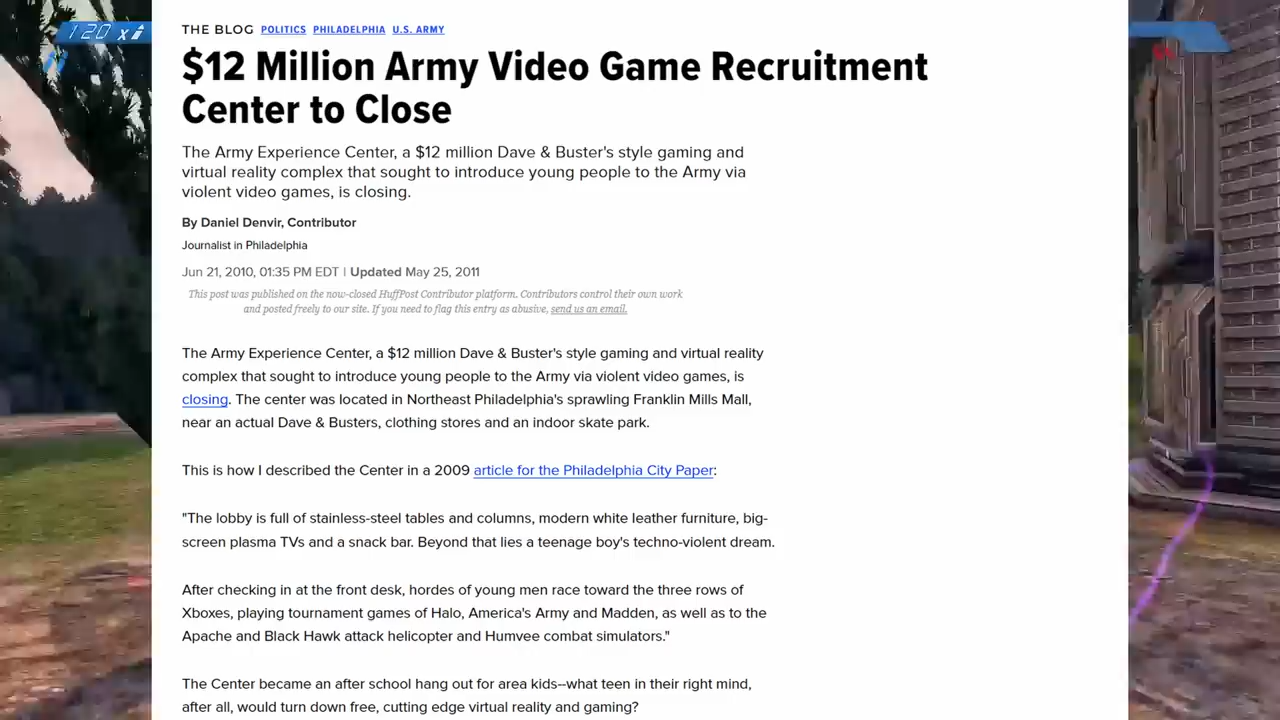 120 x
THE BLOG POLITICS PHILADELPHIA U.S. ARMY
$12 Million Army Video Game Recruitment
Center to Close
The Army Experience Center, a $12 million Dave & Buster's style gaming and
virtual reality complex that sought to introduce young people to the Army via
violent video games, is closing.
By Daniel Denvir, Contributor
Journalist in Philadelphia
Jun 21, 2010, 01:35 PM EDT | Updated May 25, 2011
This post was published on the now-closed HuffPost Contributor platform. Contributors control their own work
and posted freely to our site. If you need to flag this entry as abusive, send us an email.
The Army Experience Center, a $12 million Dave & Buster's style gaming and virtual reality
complex that sought to introduce young people to the Army via violent video games, is
closing. The center was located in Northeast Philadelphia's sprawling Franklin Mills Mall,
near an actual Dave & Busters, clothing stores and an indoor skate park.
This is how I described the Center in a 2009 article for the Philadelphia City Paper:
"The lobby is full of stainless-steel tables and columns, modern white leather furniture, big-
screen plasma TVs and a snack bar. Beyond that lies a teenage boy's techno-violent dream.
After checking in at the front desk, hordes of young men race toward the three rows of
Xboxes, playing tournament games of Halo, America's Army and Madden, as well as to the
Apache and Black Hawk attack helicopter and Humvee combat simulators."
The Center became an after school hang out for area kids--what teen in their right mind,
after all, would turn down free, cutting edge virtual reality and gaming?